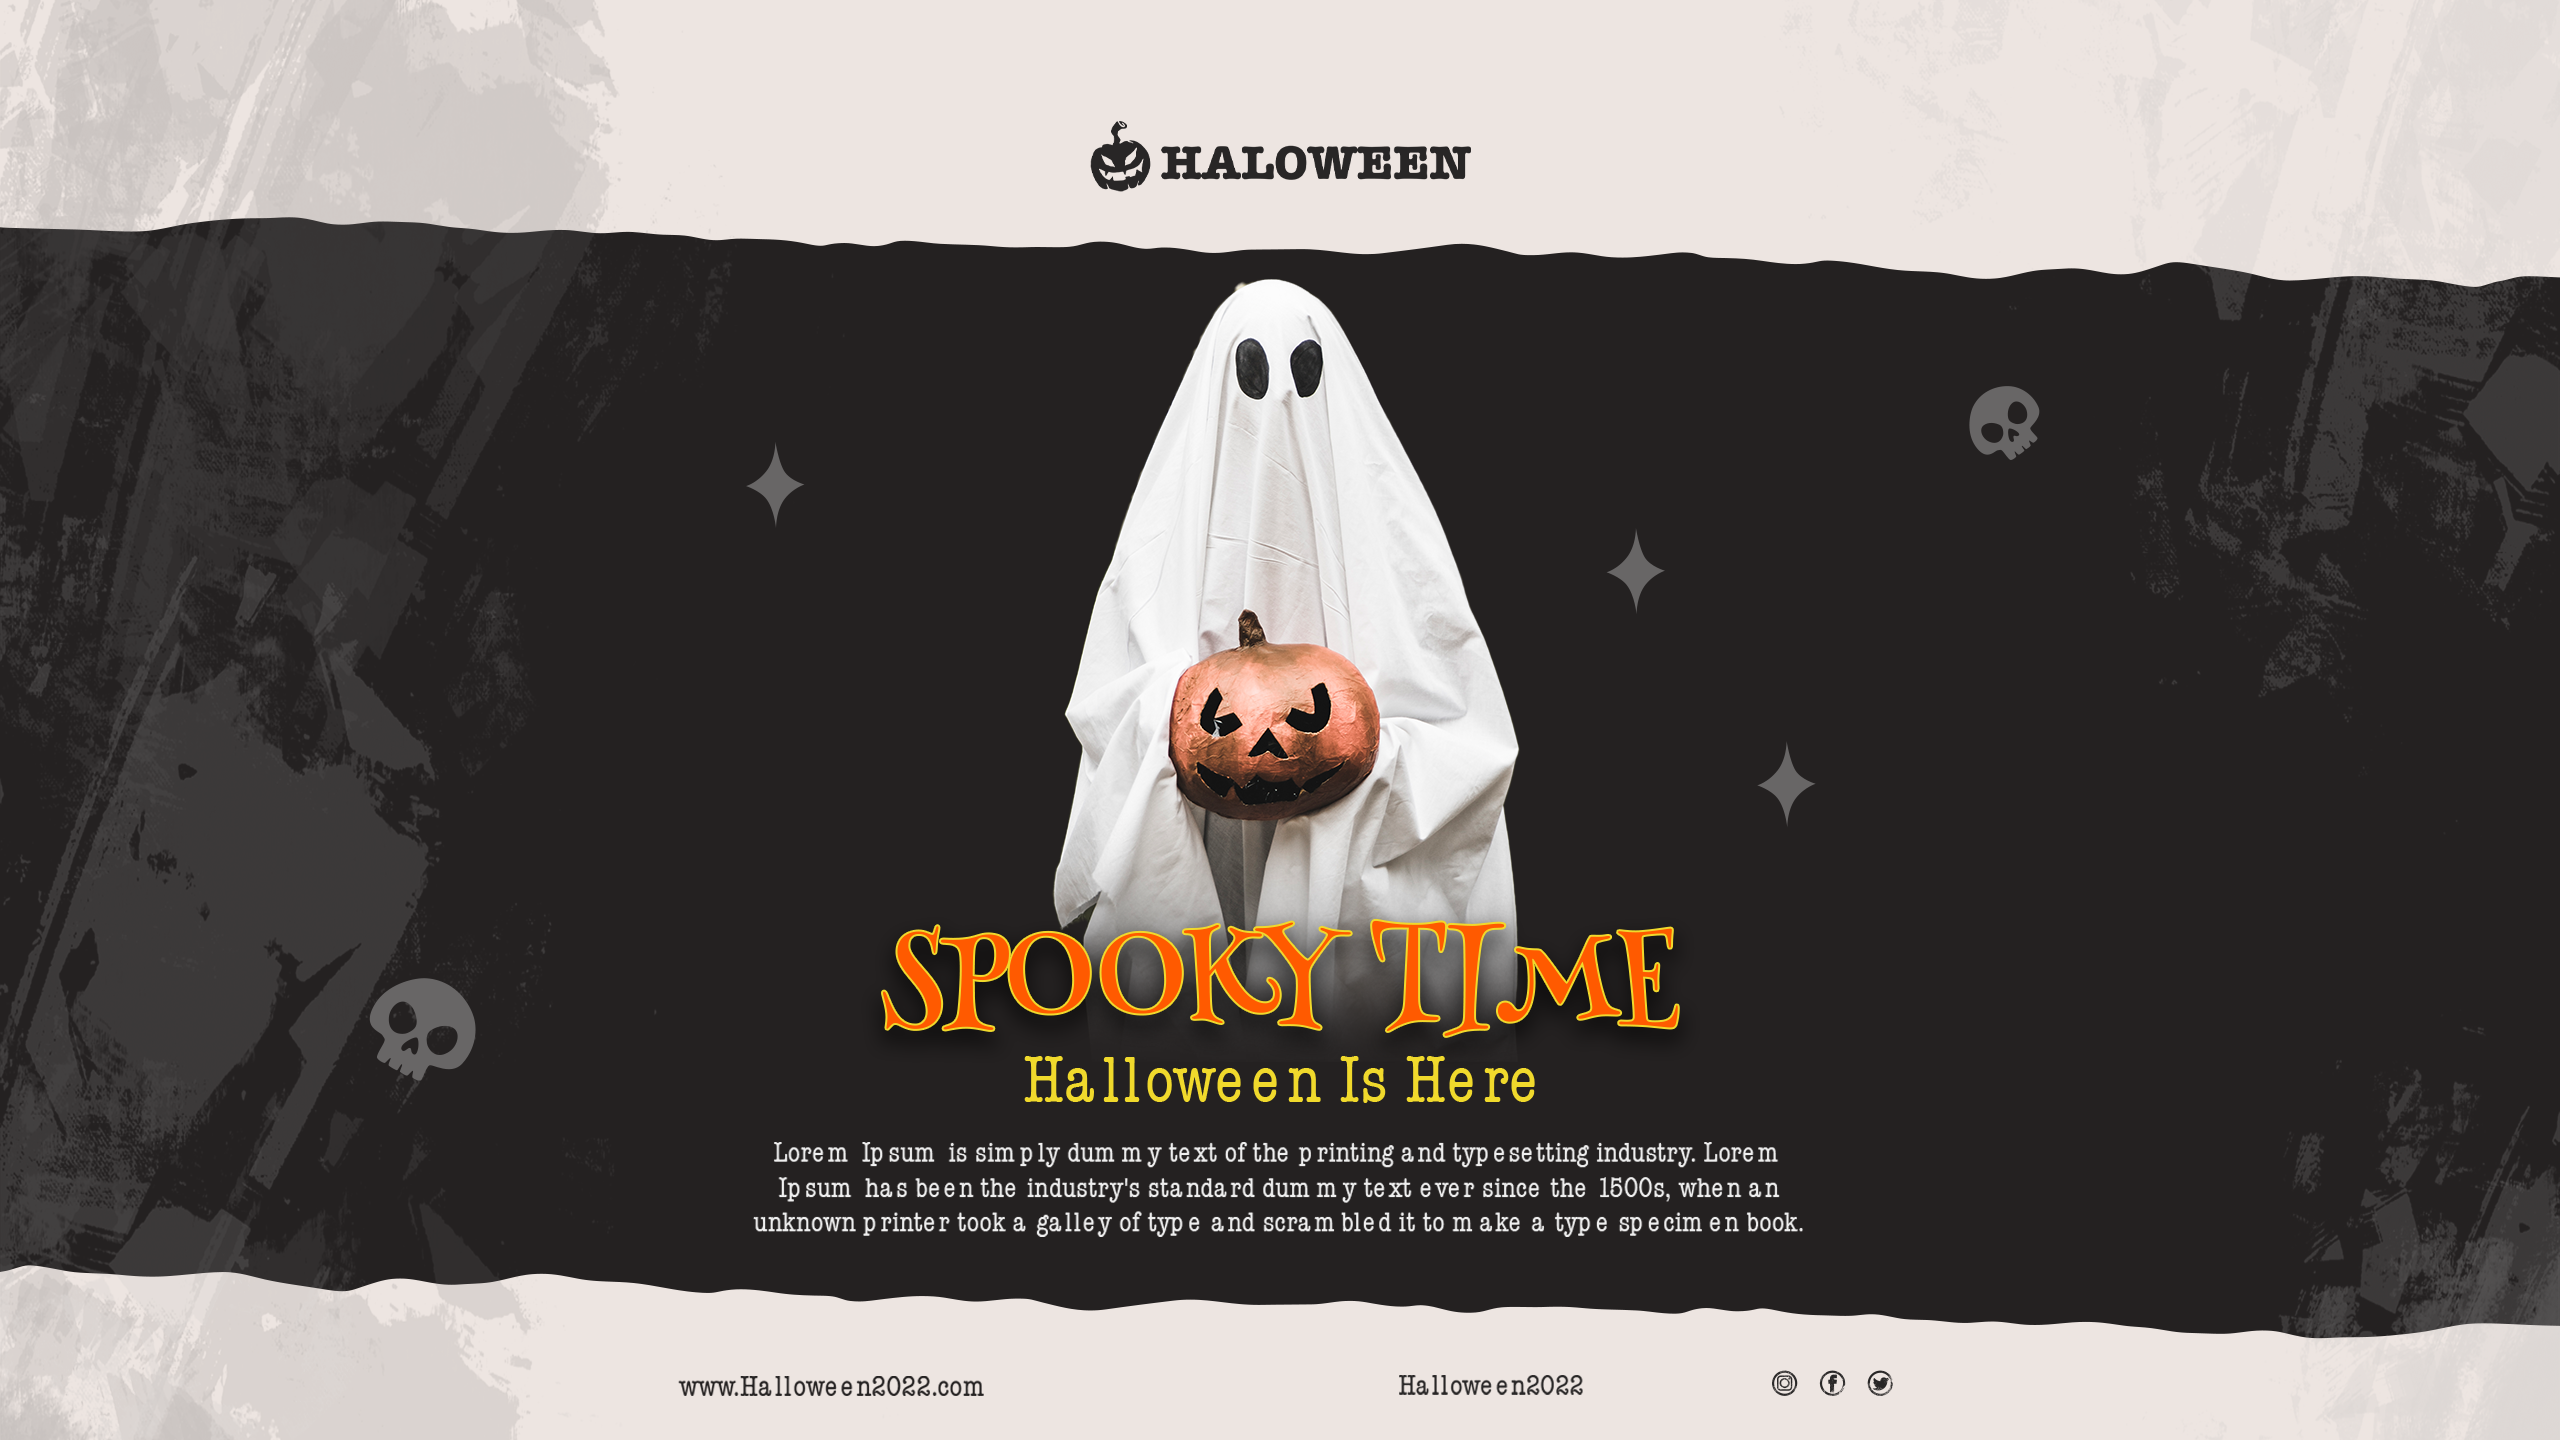 HALOWEEN
SPOOKY TIME
Halloween Is Here
Lorem Ipsum is simply dummy text of the printing and typesetting industry. Lorem
Ipsum has been the industry's standard dummy text ever since the 1500s, when an
unknown printer took a galley of type and scrambled it to make a type specimen book.
www.Halloween2022.com
Halloween2022